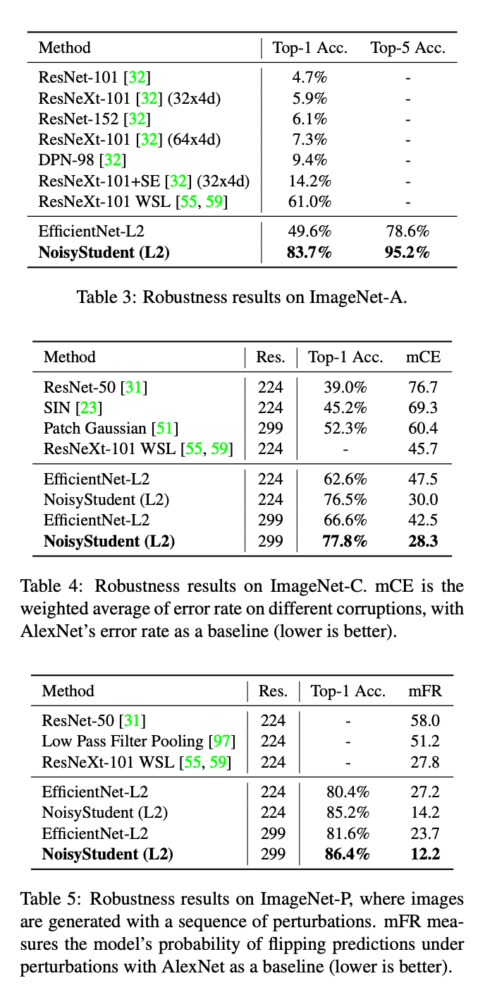 Method Top-1 Acc. Top-5 Acc.
ResNet-101 [32] 4.7% -
ResNeXt-101 [32] (32x4d) 5.9% -
ResNet-152 [32] 6.1% -
ResNeXt-101 [32] (64x4d) 7.3% -
DPN-98 [32] 9.4% -
ResNeXt-101+SE [32] (32x4d) 14.2% -
ResNeXt-101 WSL [55, 59] 61.0% -
EfficientNet-L2 49.6% 78.6%
NoisyStudent (L2) 83.7% 95.2%
Table 3: Robustness results on ImageNet-A.
Method Res. Top-1 Acc. mCE
ResNet-50 [31] 224 39.0% 76.7
SIN [23] 224 45.2% 69.3
Patch Gaussian [51] 299 52.3% 60.4
ResNeXt-101 WSL [55, 59] 224 - 45.7
EfficientNet-L2 224 62.6% 47.5
NoisyStudent (L2) 224 76.5% 30.0
EfficientNet-L2 299 66.6% 42.5
NoisyStudent (L2) 299 77.8% 28.3
Table 4: Robustness results on ImageNet-C. mCE is the
weighted average of error rate on different corruptions, with
AlexNet's error rate as a baseline (lower is better).
Method Res. Top-1 Acc. mFR
ResNet-50 [31] 224 - 58.0
Low Pass Filter Pooling [97] 224 - 51.2
ResNeXt-101 WSL [55, 59] 224 - 27.8
EfficientNet-L2 224 80.4% 27.2
NoisyStudent (L2) 224 85.2% 14.2
EfficientNet-L2 299 81.6% 23.7
NoisyStudent (L2) 299 86.4% 12.2
Table 5: Robustness results on ImageNet-P, where images
are generated with a sequence of perturbations. mFR mea-
sures the model's probability of flipping predictions under
perturbations with AlexNet as a baseline (lower is better).